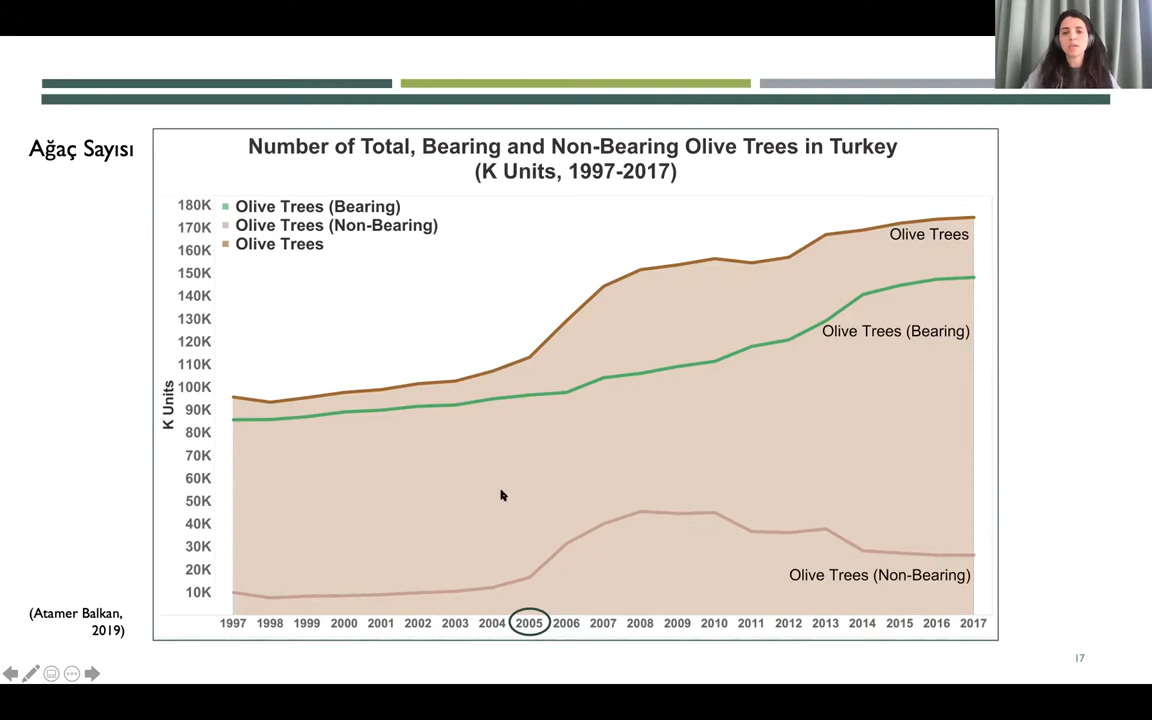 Ağaç Sayısı
Number of Total, Bearing and Non-Bearing Olive Trees in Turkey
(K Units, 1997-2017)
180K
170K
160K
150K
140K
130K
120K
110K
100K
90K
80K
70K
60K
50K
40K
30K
20K
10K
K Units
Olive Trees (Bearing)
Olive Trees (Non-Bearing)
Olive Trees
Olive Trees
Olive Trees (Bearing)
Olive Trees (Non-Bearing)
1997 1998 1999 2000 2001 2002 2003 2004 2005 2006 2007 2008 2009 2010 2011 2012 2013 2014 2015 2016 2017
(Atamer Balkan,
2019)
17